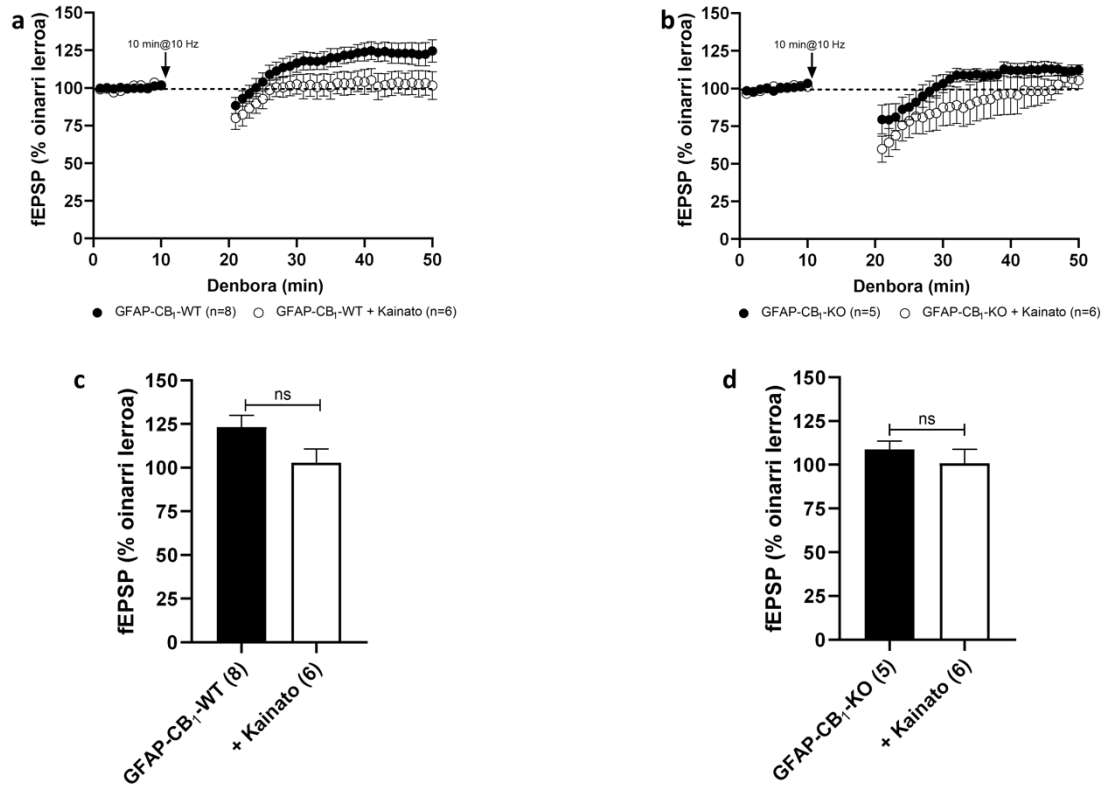 a
10 min@10 Hz
150
125
100
75
50
25
0
fEPSP (% oinarri lerroa)
0 10 20 30 40 50
Denbora (min)
● GFAP-CB₁-WT (n=8) ○ GFAP-CB₁-WT + Kainato (n=6)
b
10 min@10 Hz
150
125
100
75
50
25
0
fEPSP (% oinarri lerroa)
0 10 20 30 40 50
Denbora (min)
● GFAP-CB₁-KO (n=5) ○ GFAP-CB₁-KO + Kainato (n=6)
c
ns
150
125
100
75
50
25
0
fEPSP (% oinarri lerroa)
GFAP-CB₁-WT (8)
+ Kainato (6)
d
ns
150
125
100
75
50
25
0
fEPSP (% oinarri lerroa)
GFAP-CB₁-KO (5)
+ Kainato (6)